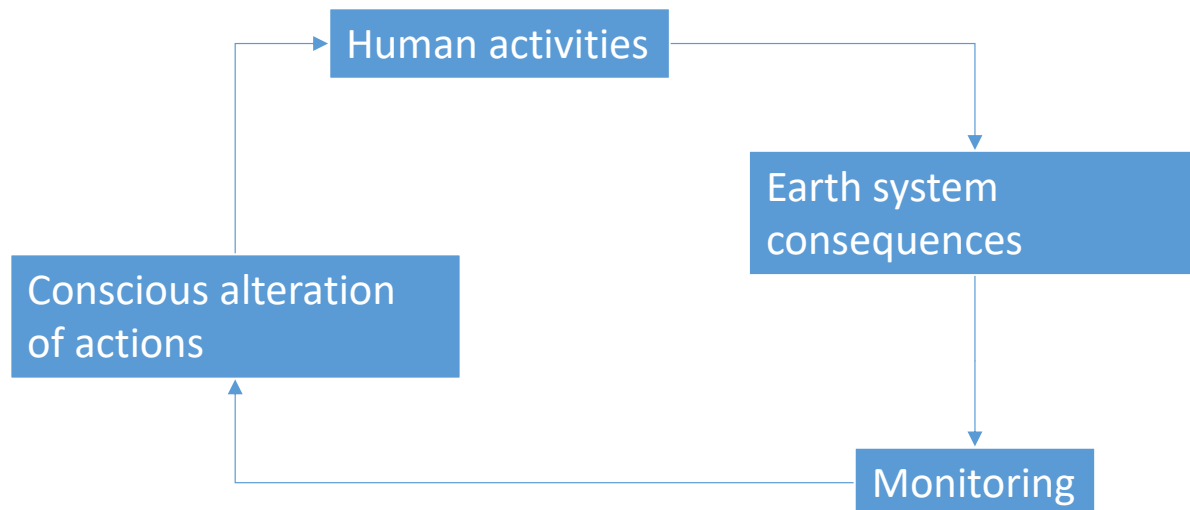 Human activities
Earth system
consequences
Conscious alteration
of actions
Monitoring